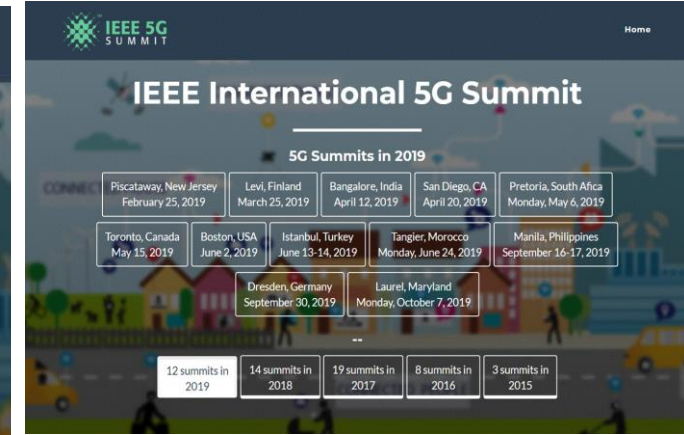 IEEE 5G
SUMMIT
Home
IEEE International 5G Summit
5G Summits in 2019
Piscataway, New Jersey
February 25, 2019
Levi, Finland
March 25, 2019
Bangalore, India
April 12, 2019
San Diego, CA
April 20, 2019
Pretoria, South Afica
Monday, May 6, 2019
Toronto, Canada
May 15, 2019
Boston, USA
June 2, 2019
Istanbul, Turkey
June 13-14, 2019
Tangier, Morocco
Monday, June 24, 2019
Manila, Philippines
September 16-17, 2019
Dresden, Germany
September 30, 2019
Laurel, Maryland
Monday, October 7, 2019
--
12 summits in
2019
14 summits in
2018
19 summits in
2017
8 summits in
2016
3 summits in
2015